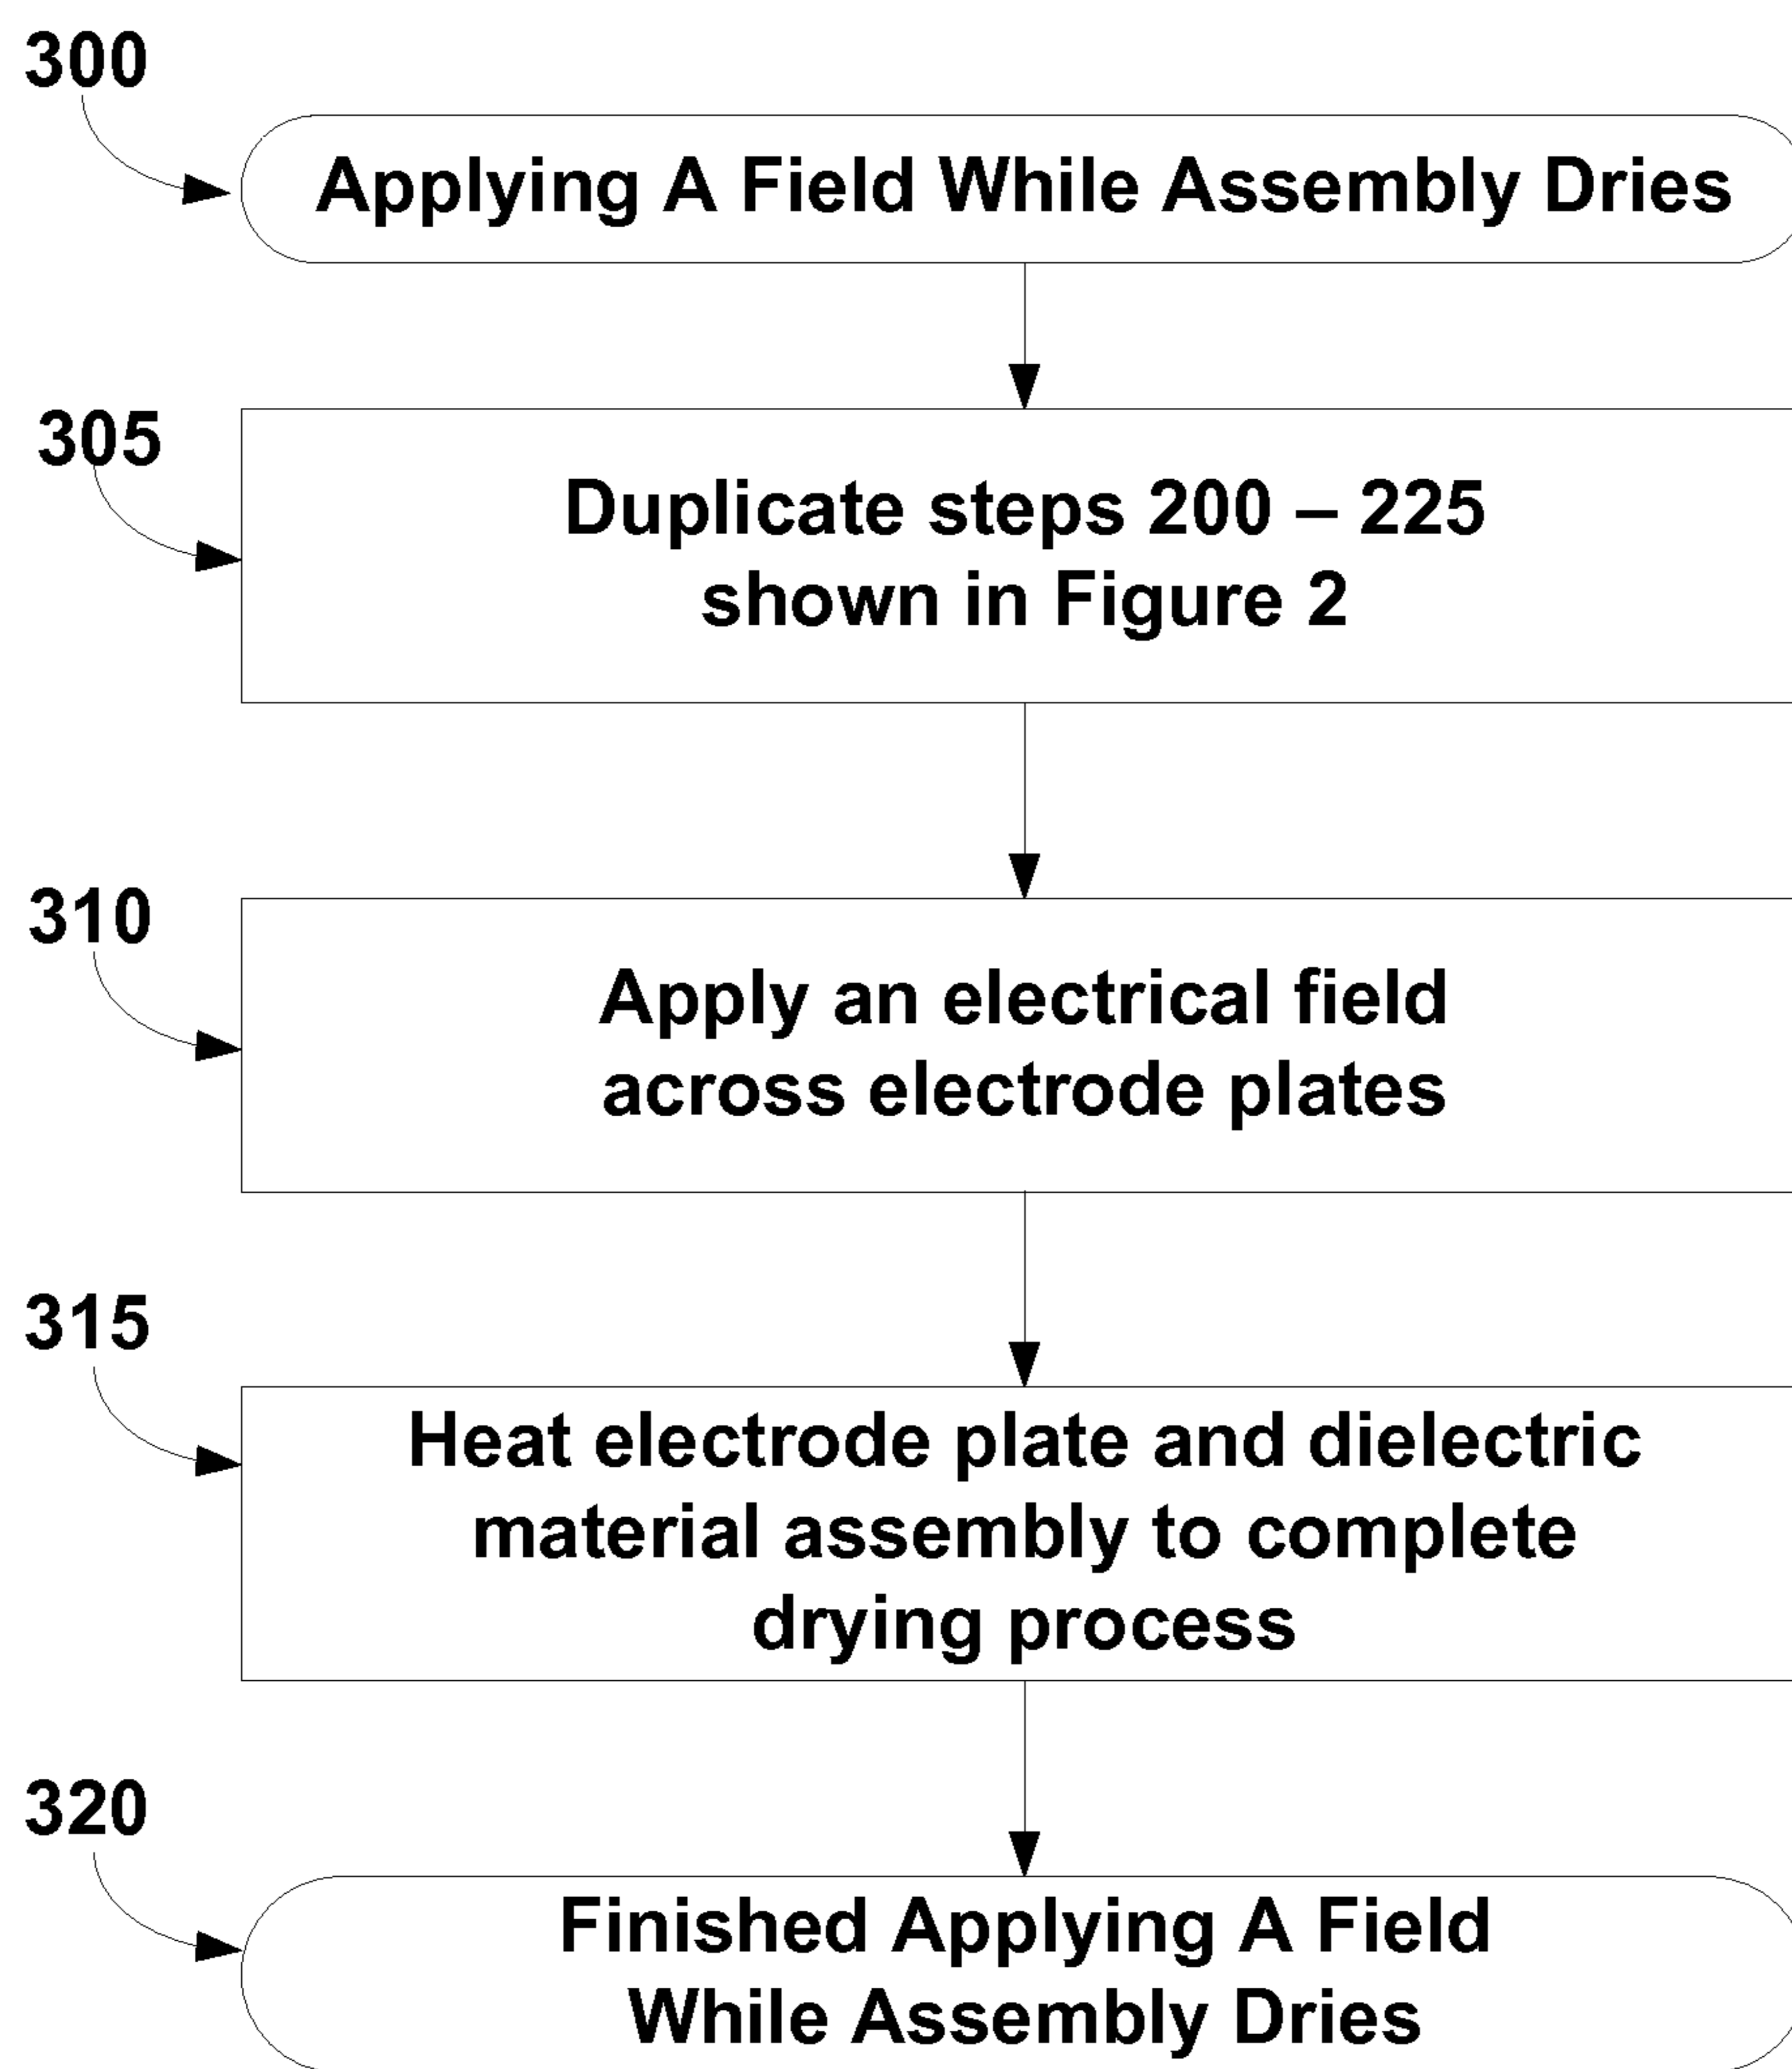 300
Applying A Field While Assembly Dries
305
Duplicate steps 200 – 225
shown in Figure 2
310
Apply an electrical field
across electrode plates
315
Heat electrode plate and dielectric
material assembly to complete
drying process
320
Finished Applying A Field
While Assembly Dries